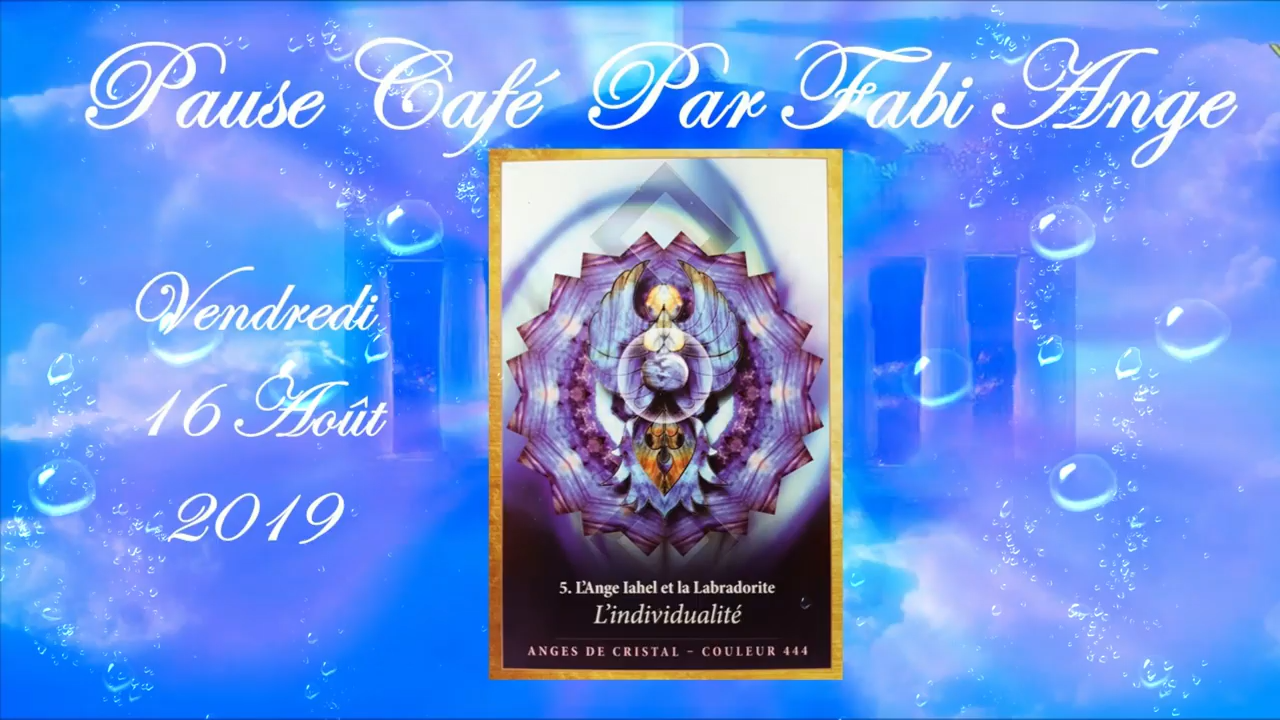 Pause Café Par Fabi Ange
Vendredi
16 Août
2019
5. L'Ange Iahel et la Labradorite
L'individualité
ANGES DE CRISTAL – COULEUR 444